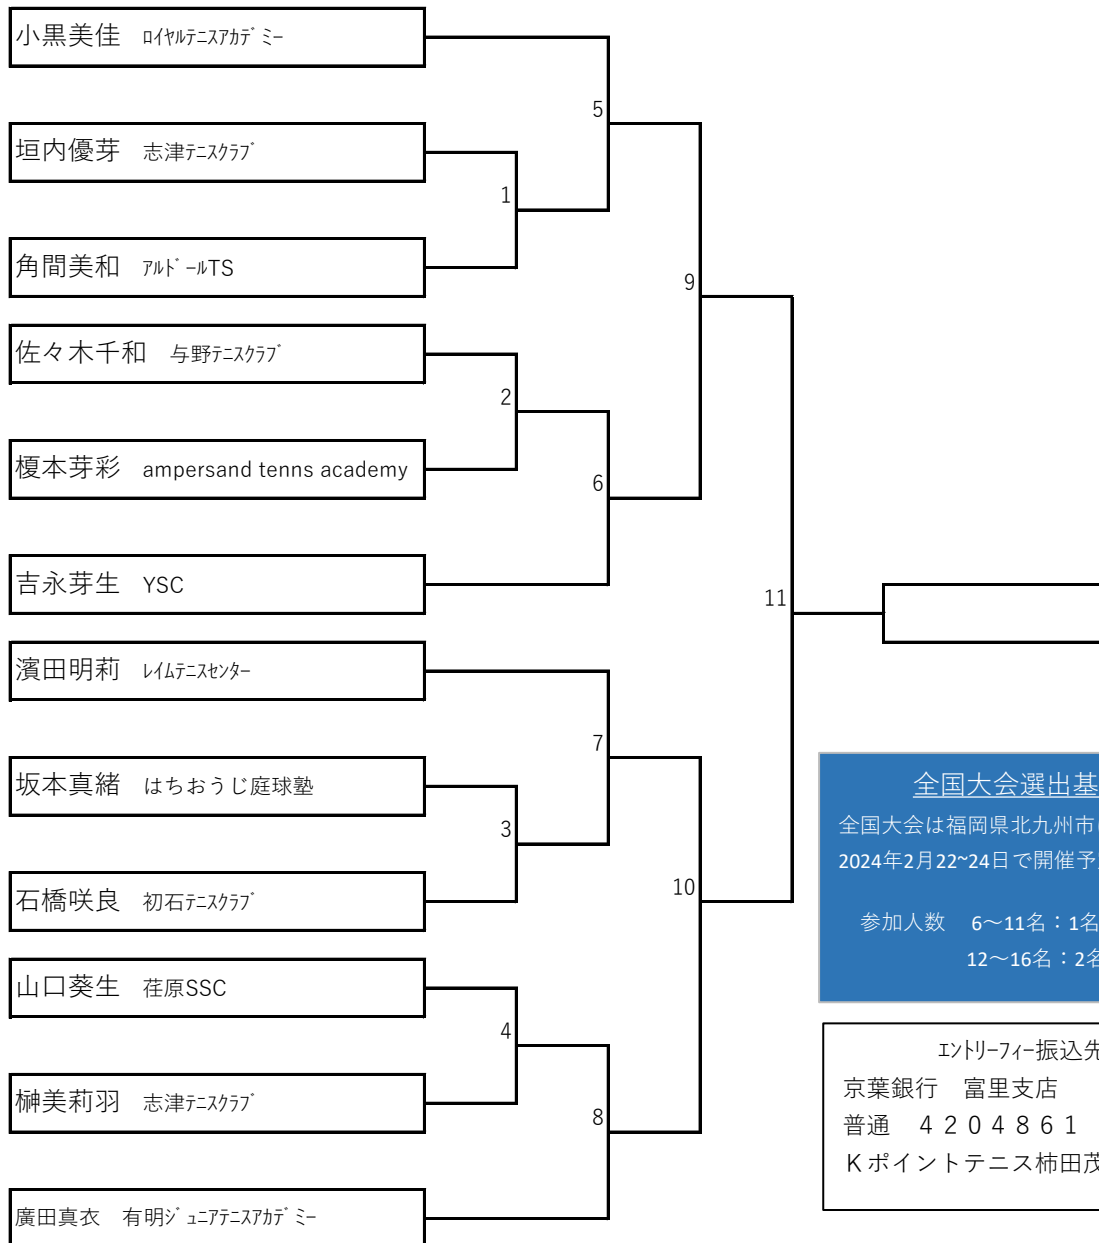 小黒美佳　ﾛｲﾔﾙﾃﾆｽｱｶﾃﾞﾐｰ
5
垣内優芽　志津ﾃﾆｽｸﾗﾌﾞ
1
角間美和　ｱﾙﾄﾞｰﾙTS
9
佐々木千和　与野ﾃﾆｽｸﾗﾌﾞ
2
榎本芽彩　ampersand tenns academy
6
吉永芽生　YSC
11
濱田明莉　ﾚｲﾑﾃﾆｽｾﾝﾀｰ
7
坂本真緒　はちおうじ庭球塾
3
石橋咲良　初石ﾃﾆｽｸﾗﾌﾞ
10
山口葵生　荏原SSC
4
榊美莉羽　志津ﾃﾆｽｸﾗﾌﾞ
8
廣田真衣　有明ｼﾞｭﾆｱﾃﾆｽｱｶﾃﾞﾐｰ
全国大会選出基
全国大会は福岡県北九州市
2024年2月22~24日で開催予
参加人数　6～11名：1名
12～16名：2名
ｴﾝﾄﾘｰﾌｨｰ振込先
京葉銀行　富里支店
普通　４２０４８６１
Ｋポイントテニス柿田茂